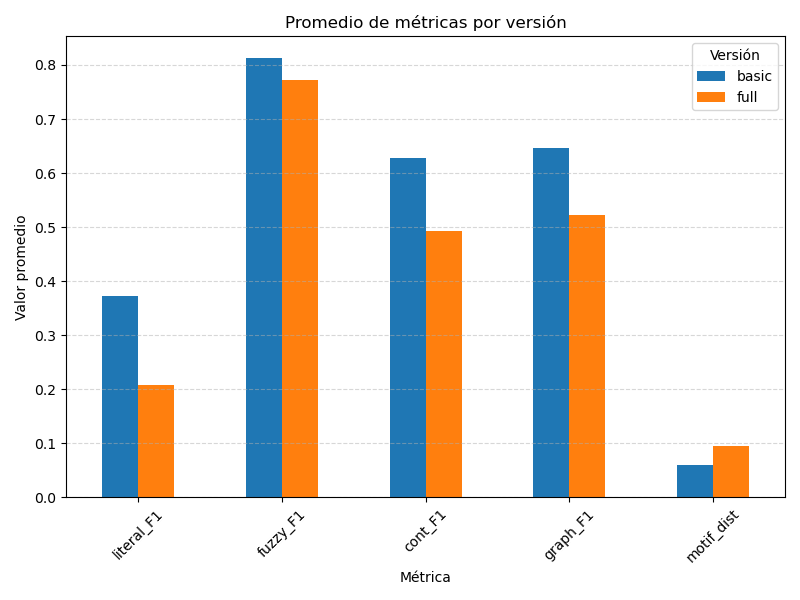 Promedio de métricas por versión
Versión
basic
full
Valor promedio
0.8
0.7
0.6
0.5
0.4
0.3
0.2
0.1
0.0
literal_F1
fuzzy_F1
cont_F1
graph_F1
motif_dist
Métrica